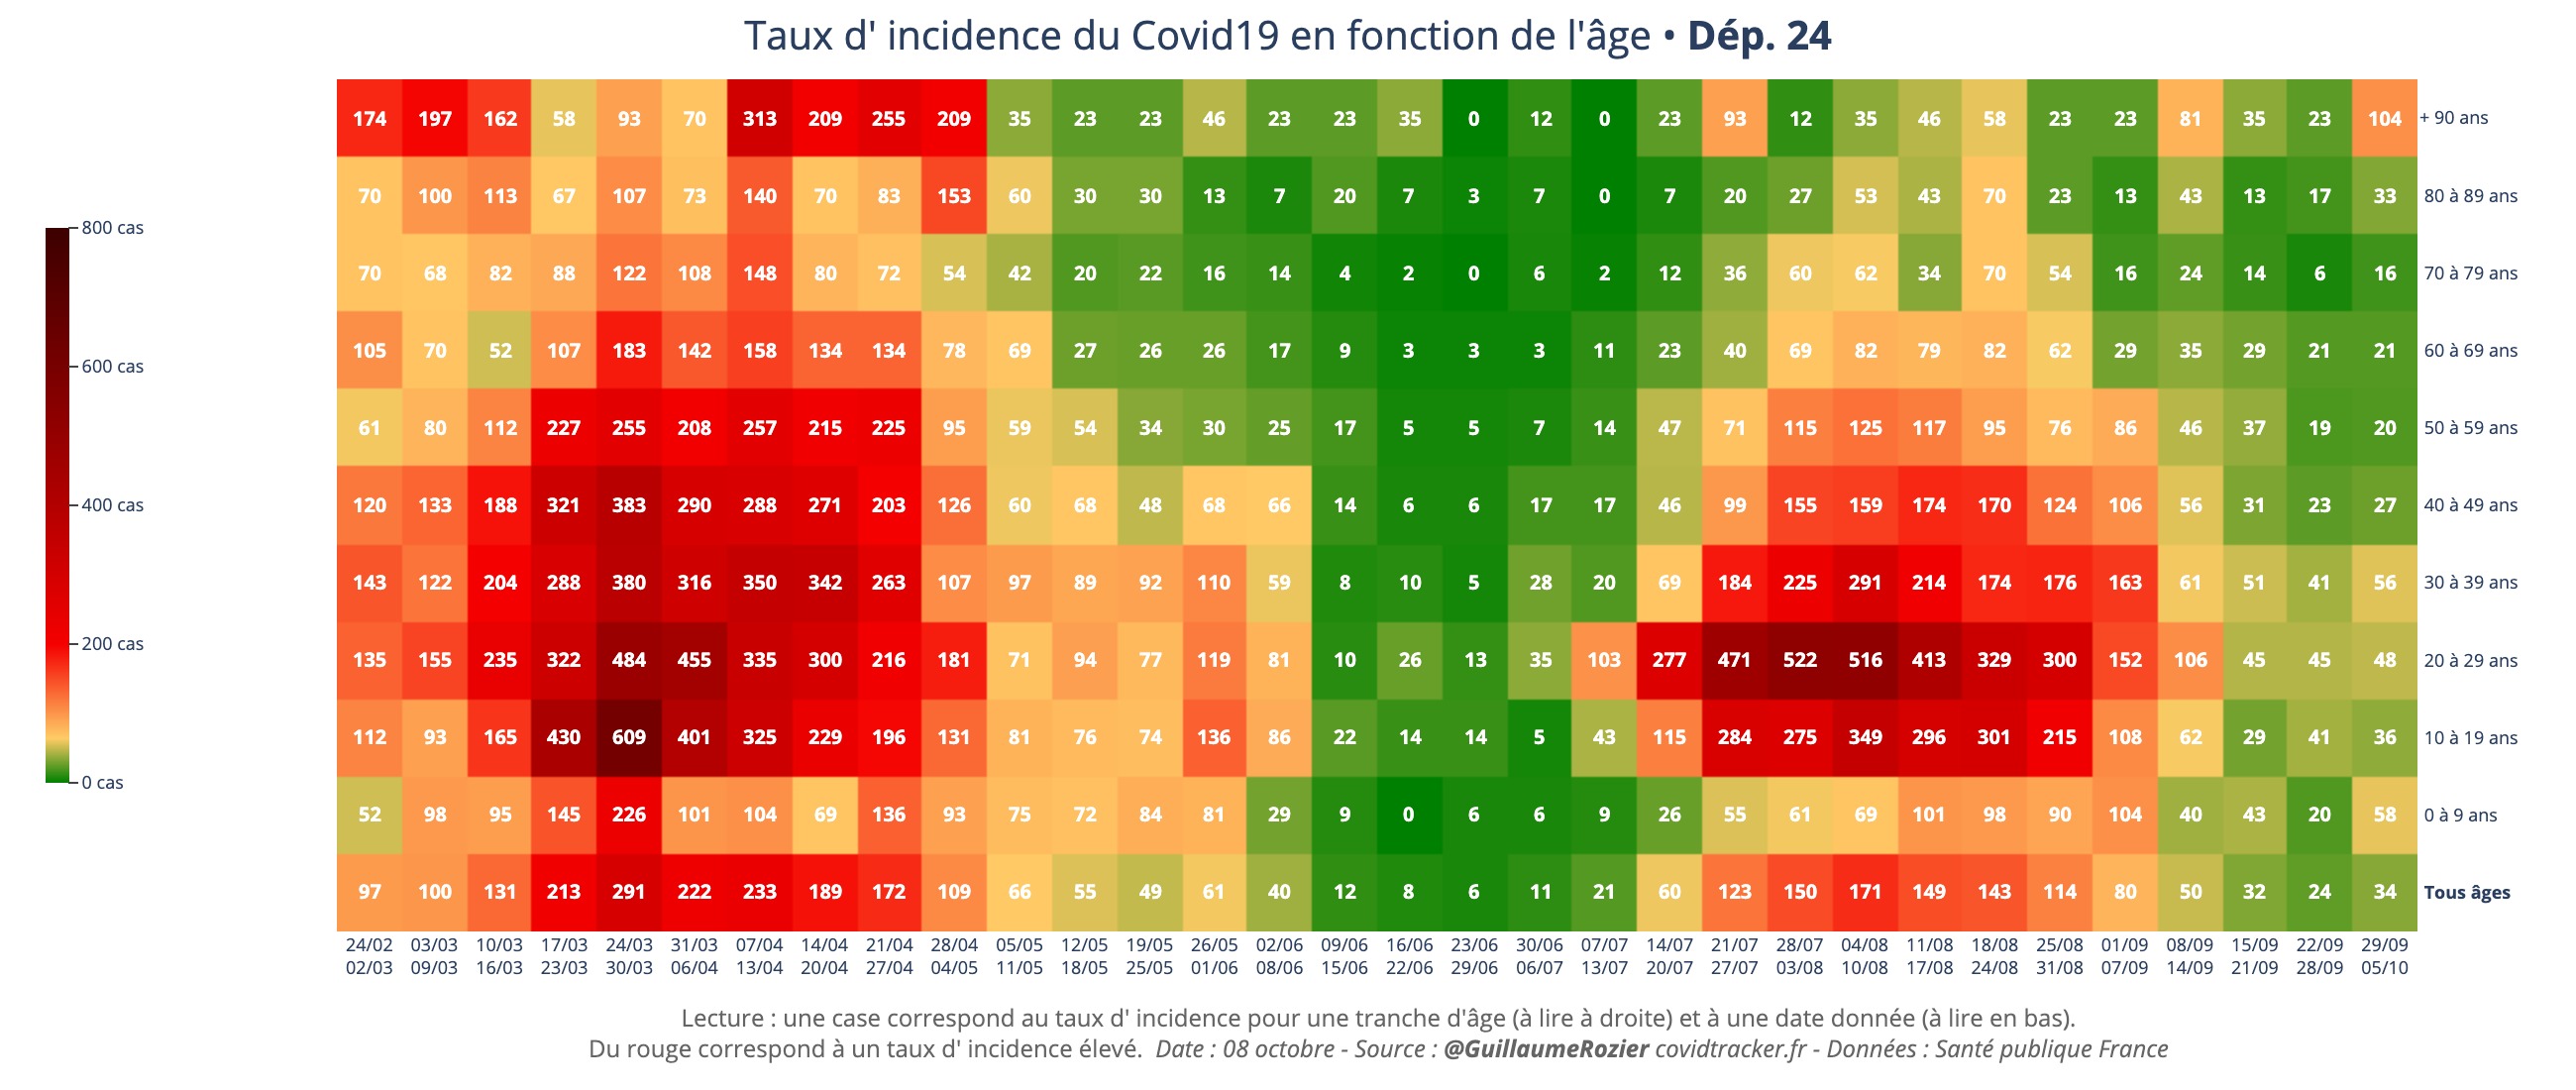 Taux d' incidence du Covid19 en fonction de l'âge • Dép. 24
174 197 162 58 93 70 313 209 255 209 35 23 23 46 23 23 35 0 12 0 23 93 12 35 46 58 23 23 81 35 23 104 + 90 ans
70 100 113 67 107 73 140 70 83 153 60 30 30 13 7 20 7 3 7 0 7 20 27 53 43 70 23 13 43 13 17 33 80 à 89 ans
800 cas
70 68 82 88 122 108 148 80 72 54 42 20 22 16 14 4 2 0 6 2 12 36 60 62 34 70 54 16 24 14 6 16 70 à 79 ans
105 70 52 107 183 142 158 134 134 78 69 27 26 26 17 9 3 3 3 11 23 40 69 82 79 82 62 29 35 29 21 21 60 à 69 ans
600 cas
61 80 112 227 255 208 257 215 225 95 59 54 34 30 25 17 5 5 7 14 47 71 115 125 117 95 76 86 46 37 19 20 50 à 59 ans
400 cas
120 133 188 321 383 290 288 271 203 126 60 68 48 68 66 14 6 6 17 17 46 99 155 159 174 170 124 106 56 31 23 27 40 à 49 ans
143 122 204 288 380 316 350 342 263 107 97 89 92 110 59 8 10 5 28 20 69 184 225 291 214 174 176 163 61 51 41 56 30 à 39 ans
200 cas
135 155 235 322 484 455 335 300 216 181 71 94 77 119 81 10 26 13 35 103 277 471 522 516 413 329 300 152 106 45 45 48 20 à 29 ans
112 93 165 430 609 401 325 229 196 131 81 76 74 136 86 22 14 14 5 43 115 284 275 349 296 301 215 108 62 29 41 36 10 à 19 ans
0 cas
52 98 95 145 226 101 104 69 136 93 75 72 84 81 29 9 0 6 6 9 26 55 61 69 101 98 90 104 40 43 20 58 0 à 9 ans
97 100 131 213 291 222 233 189 172 109 66 55 49 61 40 12 8 6 11 21 60 123 150 171 149 143 114 80 50 32 24 34 Tous âges
24/02 03/03 10/03 17/03 24/03 31/03 07/04 14/04 21/04 28/04 05/05 12/05 19/05 26/05 02/06 09/06 16/06 23/06 30/06 07/07 14/07 21/07 28/07 04/08 11/08 18/08 25/08 01/09 08/09 15/09 22/09 29/09
02/03 09/03 16/03 23/03 30/03 06/04 13/04 20/04 27/04 04/05 11/05 18/05 25/05 01/06 08/06 15/06 22/06 29/06 06/07 13/07 20/07 27/07 03/08 10/08 17/08 24/08 31/08 07/09 14/09 21/09 28/09 05/10
Lecture : une case correspond au taux d' incidence pour une tranche d'âge (à lire à droite) et à une date donnée (à lire en bas).
Du rouge correspond à un taux d' incidence élevé. Date : 08 octobre - Source : @GuillaumeRozier covidtracker.fr - Données : Santé publique France